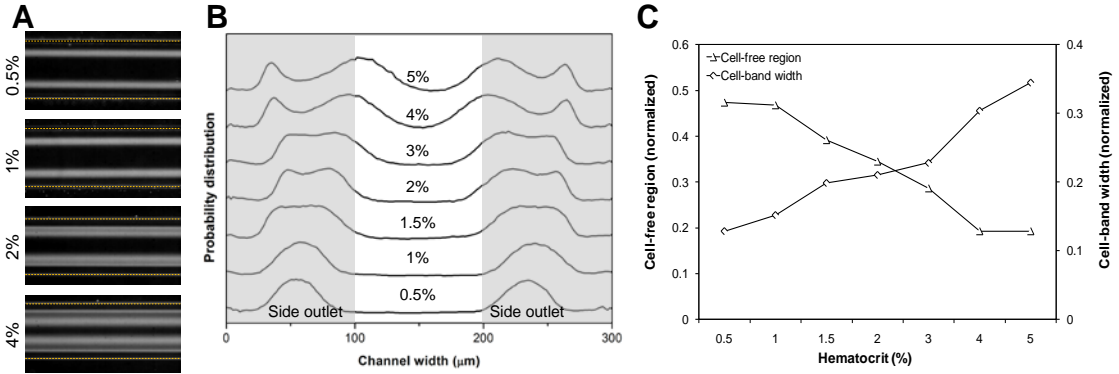 A
0.5%
1%
2%
4%
B
Probability distribution
5%
4%
3%
2%
1.5%
1%
0.5%
Side outlet
Side outlet
0 100 200 300
Channel width (μm)
C
Cell-free region (normalized)
0.6
0.5
0.4
0.3
0.2
0.1
0
Cell-free region
Cell-band width
0.4
0.3
0.2
0.1
0
Cell-band width (normalized)
0.5 1 1.5 2 3 4 5
Hematocrit (%)